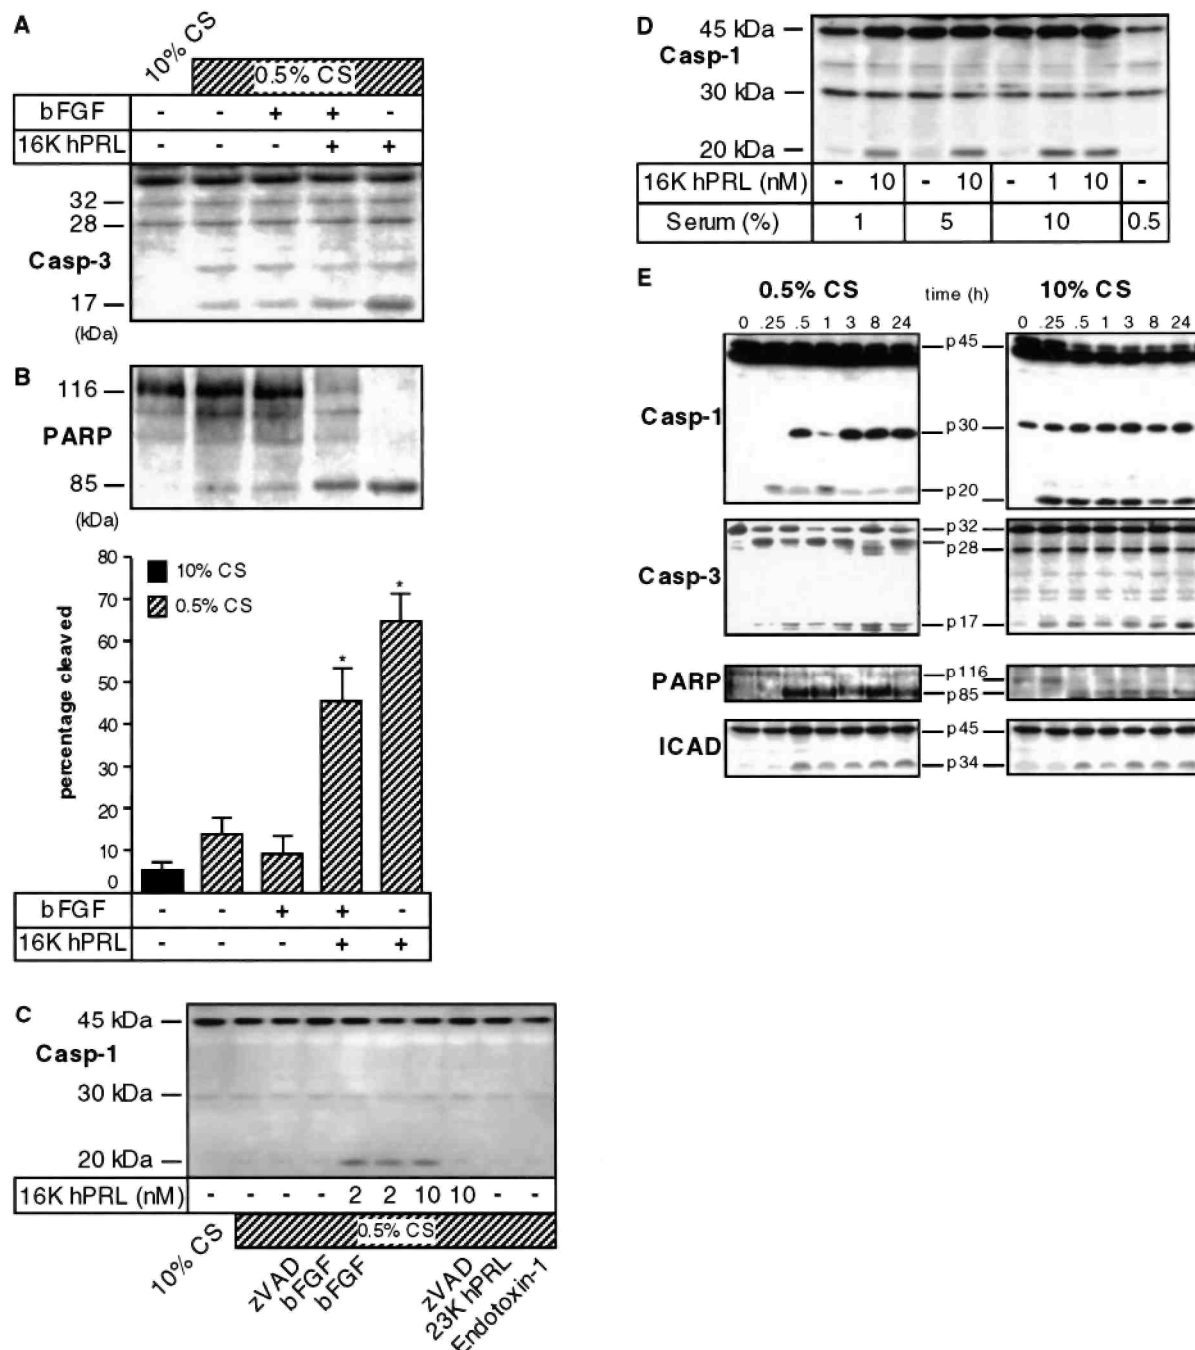 A
10% CS
0.5% CS
bFGF - - + + -
16K hPRL - - - + +
32
28
Casp-3
17
(kDa)
B
116
PARP
85
(kDa)
80
70
60
50
40
30
20
10
0
percentage cleaved
10% CS
0.5% CS
*
*
bFGF - - + + -
16K hPRL - - - + +
C
45 kDa
Casp-1
30 kDa
20 kDa
16K hPRL (nM) - - - - 2 2 10 10 - -
0.5% CS
10% CS
zVAD
bFGF
bFGF
zVAD
23K hPRL
Endotoxin-1
D
45 kDa
Casp-1
30 kDa
20 kDa
16K hPRL (nM) - 10 - 10 - 1 10 -
Serum (%) 1 5 10 0.5
E
0.5% CS time (h) 10% CS
0 .25 .5 1 3 8 24 0 .25 .5 1 3 8 24
p45
Casp-1
p30
p20
p32
p28
Casp-3
p17
PARP
p116
p85
p45
ICAD
p34